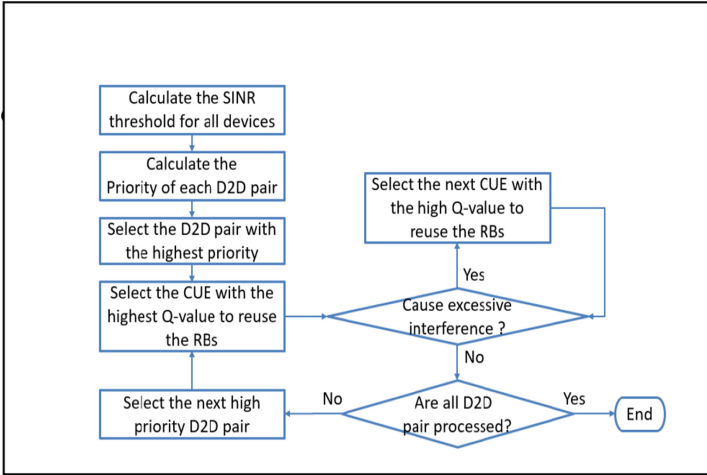 Calculate the SINR
threshold for all devices
Calculate the
Priority of each D2D pair
Select the D2D pair with
the highest priority
Select the CUE with the
highest Q-value to reuse
the RBs
Select the next high
priority D2D pair
Select the next CUE with
the high Q-value to
reuse the RBs
Yes
Cause excessive
interference ?
No
Are all D2D
pair processed?
No
Yes
End